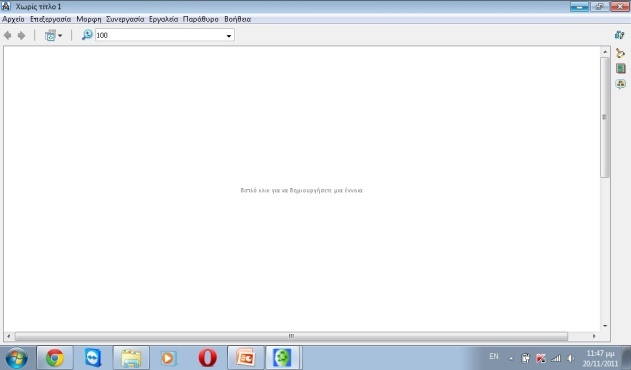 Χωρίς τίτλο 1
Αρχείο Επεξεργασία Μορφη Συνεργασία Εργαλεία Παράθυρο Βοήθεια
100
διπλό κλικ για να δημιουργήσετε μια έννοια
EN
11:47 μμ
20/11/2011